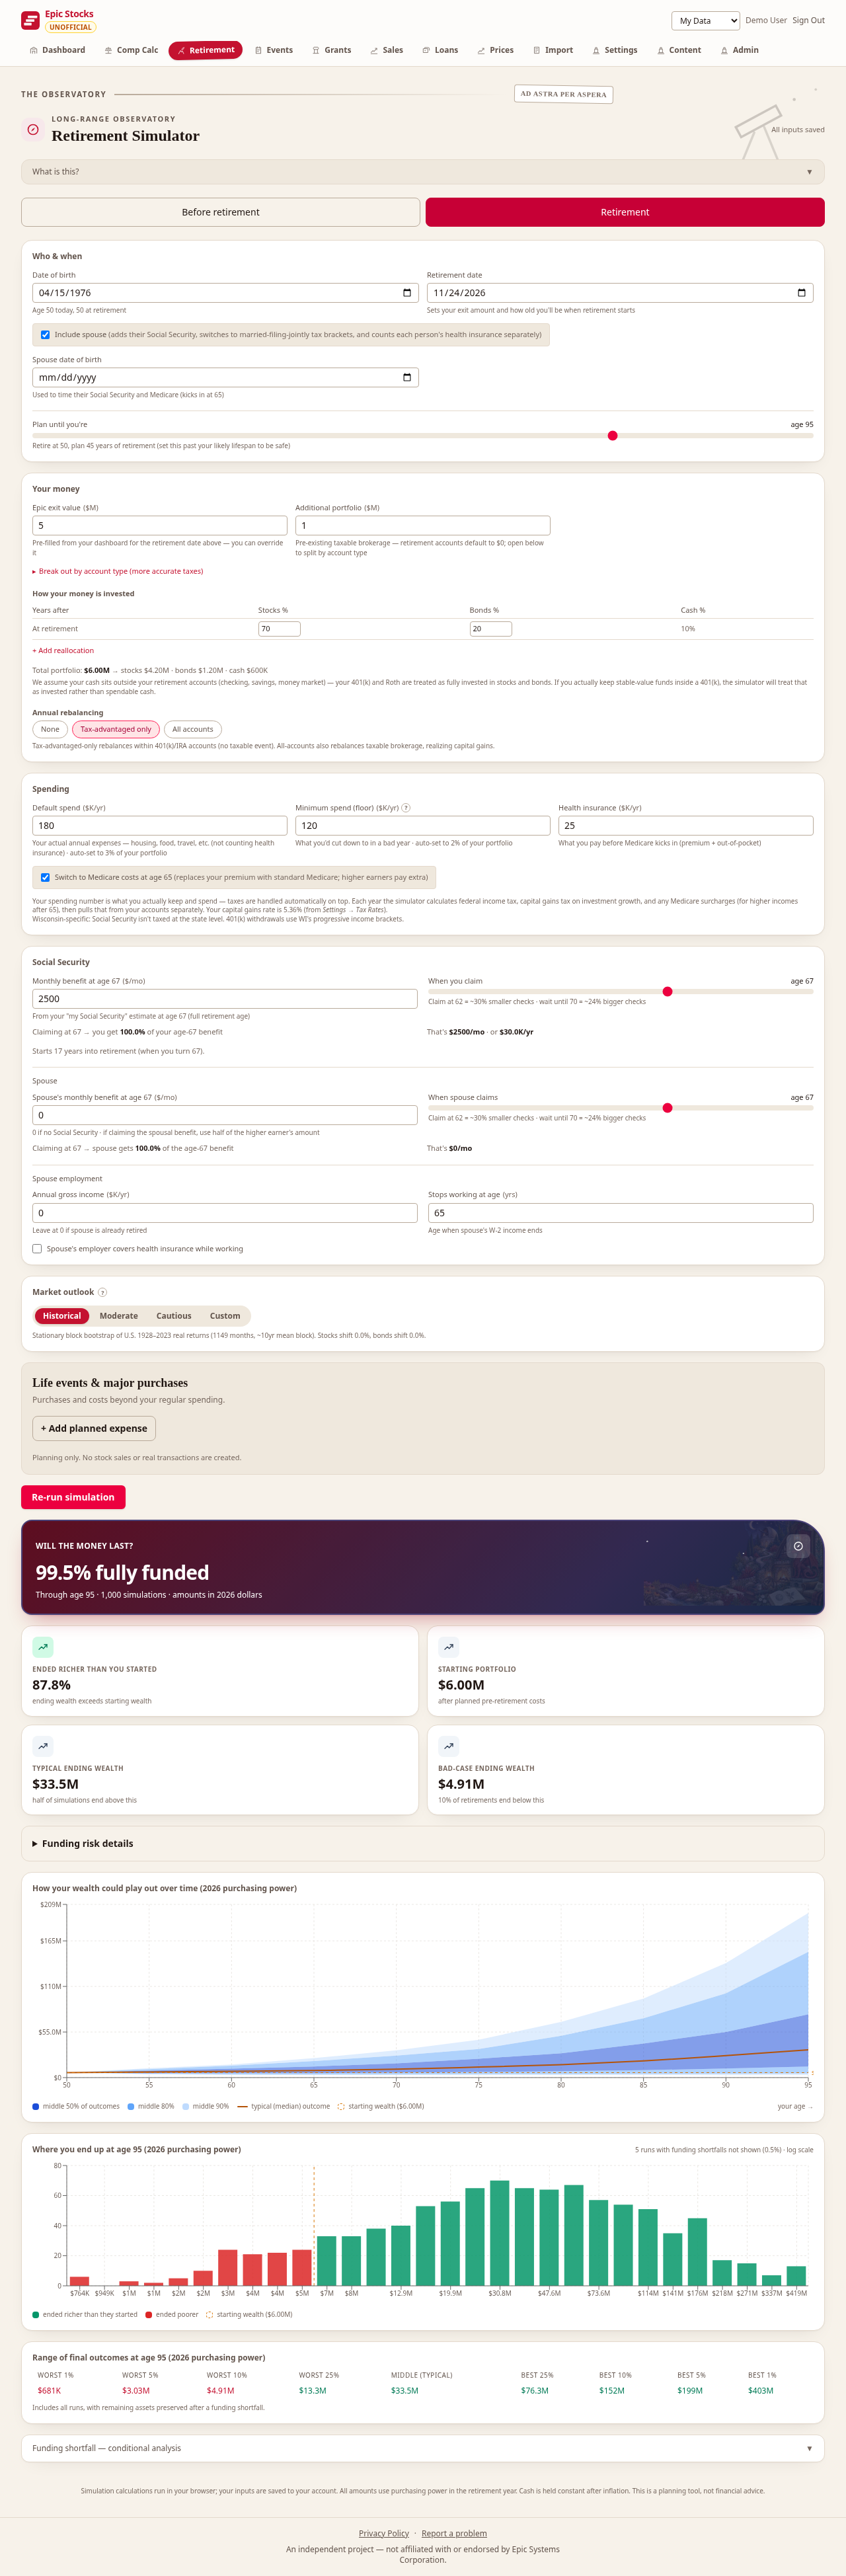 Epic Stocks
UNOFFICIAL
My Data
Demo User
Sign Out
Dashboard
Comp Calc
Retirement
Events
Grants
Sales
Loans
Prices
Import
Settings
Content
Admin
THE OBSERVATORY
AD ASTRA PER ASPERA
LONG-RANGE OBSERVATORY
Retirement Simulator
All inputs saved
What is this?
Before retirement
Retirement
Who & when
Date of birth
04/15/1976
Age 50 today, 50 at retirement
Retirement date
11/24/2026
Sets your exit amount and how old you'll be when retirement starts
Include spouse (adds their Social Security, switches to married-filing-jointly tax brackets, and counts each person's health insurance separately)
Spouse date of birth
mm/dd/yyyy
Used to time their Social Security and Medicare (kicks in at 65)
Plan until you're
age 95
Retire at 50, plan 45 years of retirement (set this past your likely lifespan to be safe)
Your money
Epic exit value ($M)
5
Pre-filled from your dashboard for the retirement date above — you can override
it
Additional portfolio ($M)
1
Pre-existing taxable brokerage — retirement accounts default to $0; open below
to split by account type
▸ Break out by account type (more accurate taxes)
How your money is invested
Years after
Stocks %
Bonds %
Cash %
At retirement
70
20
10%
+ Add reallocation
Total portfolio: $6.00M → stocks $4.20M · bonds $1.20M · cash $600K
We assume your cash sits outside your retirement accounts (checking, savings, money market) — your 401(k) and Roth are treated as fully invested in stocks and bonds. If you actually keep stable-value funds inside a 401(k), the simulator will treat that
as invested rather than spendable cash.
Annual rebalancing
None
Tax-advantaged only
All accounts
Tax-advantaged-only rebalances within 401(k)/IRA accounts (no taxable event). All-accounts also rebalances taxable brokerage, realizing capital gains.
Spending
Default spend ($K/yr)
180
Your actual annual expenses — housing, food, travel, etc. (not counting health
insurance) · auto-set to 3% of your portfolio
Minimum spend (floor) ($K/yr) ?
120
What you'd cut down to in a bad year · auto-set to 2% of your portfolio
Health insurance ($K/yr)
25
What you pay before Medicare kicks in (premium + out-of-pocket)
Switch to Medicare costs at age 65 (replaces your premium with standard Medicare; higher earners pay extra)
Your spending number is what you actually keep and spend — taxes are handled automatically on top. Each year the simulator calculates federal income tax, capital gains tax on investment growth, and any Medicare surcharges (for higher incomes
after 65), then pulls that from your accounts separately. Your capital gains rate is 5.36% (from Settings → Tax Rates).
Wisconsin-specific: Social Security isn't taxed at the state level. 401(k) withdrawals use WI's progressive income brackets.
Social Security
Monthly benefit at age 67 ($/mo)
2500
From your "my Social Security" estimate at age 67 (full retirement age)
When you claim
age 67
Claim at 62 = ~30% smaller checks · wait until 70 = ~24% bigger checks
Claiming at 67 → you get 100.0% of your age-67 benefit
That's $2500/mo · or $30.0K/yr
Starts 17 years into retirement (when you turn 67).
Spouse
Spouse's monthly benefit at age 67 ($/mo)
0
0 if no Social Security · if claiming the spousal benefit, use half of the higher earner's amount
When spouse claims
age 67
Claim at 62 = ~30% smaller checks · wait until 70 = ~24% bigger checks
Claiming at 67 → spouse gets 100.0% of the age-67 benefit
That's $0/mo
Spouse employment
Annual gross income ($K/yr)
0
Leave at 0 if spouse is already retired
Stops working at age (yrs)
65
Age when spouse's W-2 income ends
Spouse's employer covers health insurance while working
Market outlook ?
Historical
Moderate
Cautious
Custom
Stationary block bootstrap of U.S. 1928–2023 real returns (1149 months, ~10yr mean block). Stocks shift 0.0%, bonds shift 0.0%.
Life events & major purchases
Purchases and costs beyond your regular spending.
+ Add planned expense
Planning only. No stock sales or real transactions are created.
Re-run simulation
WILL THE MONEY LAST?
99.5% fully funded
Through age 95 · 1,000 simulations · amounts in 2026 dollars
ENDED RICHER THAN YOU STARTED
87.8%
ending wealth exceeds starting wealth
STARTING PORTFOLIO
$6.00M
after planned pre-retirement costs
TYPICAL ENDING WEALTH
$33.5M
half of simulations end above this
BAD-CASE ENDING WEALTH
$4.91M
10% of retirements end below this
▶ Funding risk details
How your wealth could play out over time (2026 purchasing power)
$209M
$165M
$110M
$55.0M
$0
50 55 60 65 70 75 80 85 90 95
middle 50% of outcomes
middle 80%
middle 90%
typical (median) outcome
starting wealth ($6.00M)
your age →
Where you end up at age 95 (2026 purchasing power)
5 runs with funding shortfalls not shown (0.5%) · log scale
80
60
40
20
0
$764K $949K $1M $1M $2M $2M $3M $4M $4M $5M $7M $8M $12.9M $19.9M $30.8M $47.6M $73.6M $114M $141M $176M $218M $271M $337M $419M
ended richer than they started
ended poorer
starting wealth ($6.00M)
Range of final outcomes at age 95 (2026 purchasing power)
WORST 1% WORST 5% WORST 10% WORST 25% MIDDLE (TYPICAL) BEST 25% BEST 10% BEST 5% BEST 1%
$681K $3.03M $4.91M $13.3M $33.5M $76.3M $152M $199M $403M
Includes all runs, with remaining assets preserved after a funding shortfall.
Funding shortfall — conditional analysis
Simulation calculations run in your browser; your inputs are saved to your account. All amounts use purchasing power in the retirement year. Cash is held constant after inflation. This is a planning tool, not financial advice.
Privacy Policy · Report a problem
An independent project — not affiliated with or endorsed by Epic Systems
Corporation.